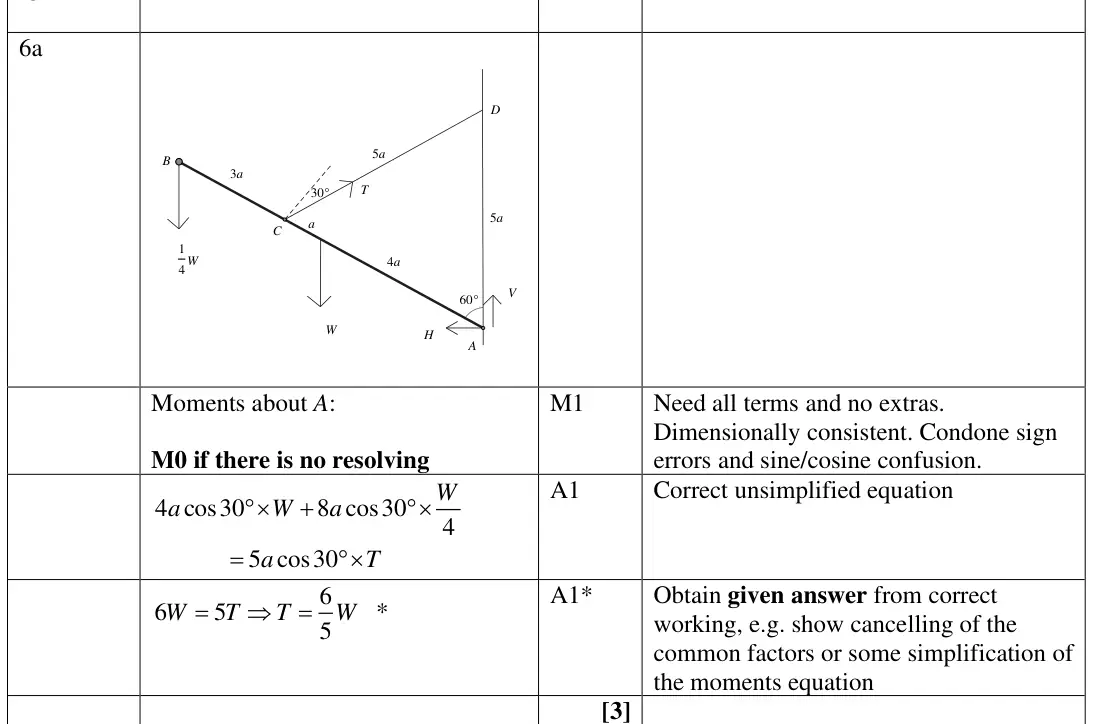 6a
D
5a
B
3a
30°
T
5a
C
a
1/4 W
4a
60°
V
W
H
A
Moments about A:
M0 if there is no resolving
M1
Need all terms and no extras.
Dimensionally consistent. Condone sign
errors and sine/cosine confusion.
4a cos 30° × W + 8a cos 30° × W/4
= 5a cos 30° × T
A1
Correct unsimplified equation
6W = 5T ⇒ T = 6/5 W *
A1*
Obtain given answer from correct
working, e.g. show cancelling of the
common factors or some simplification of
the moments equation
[3]